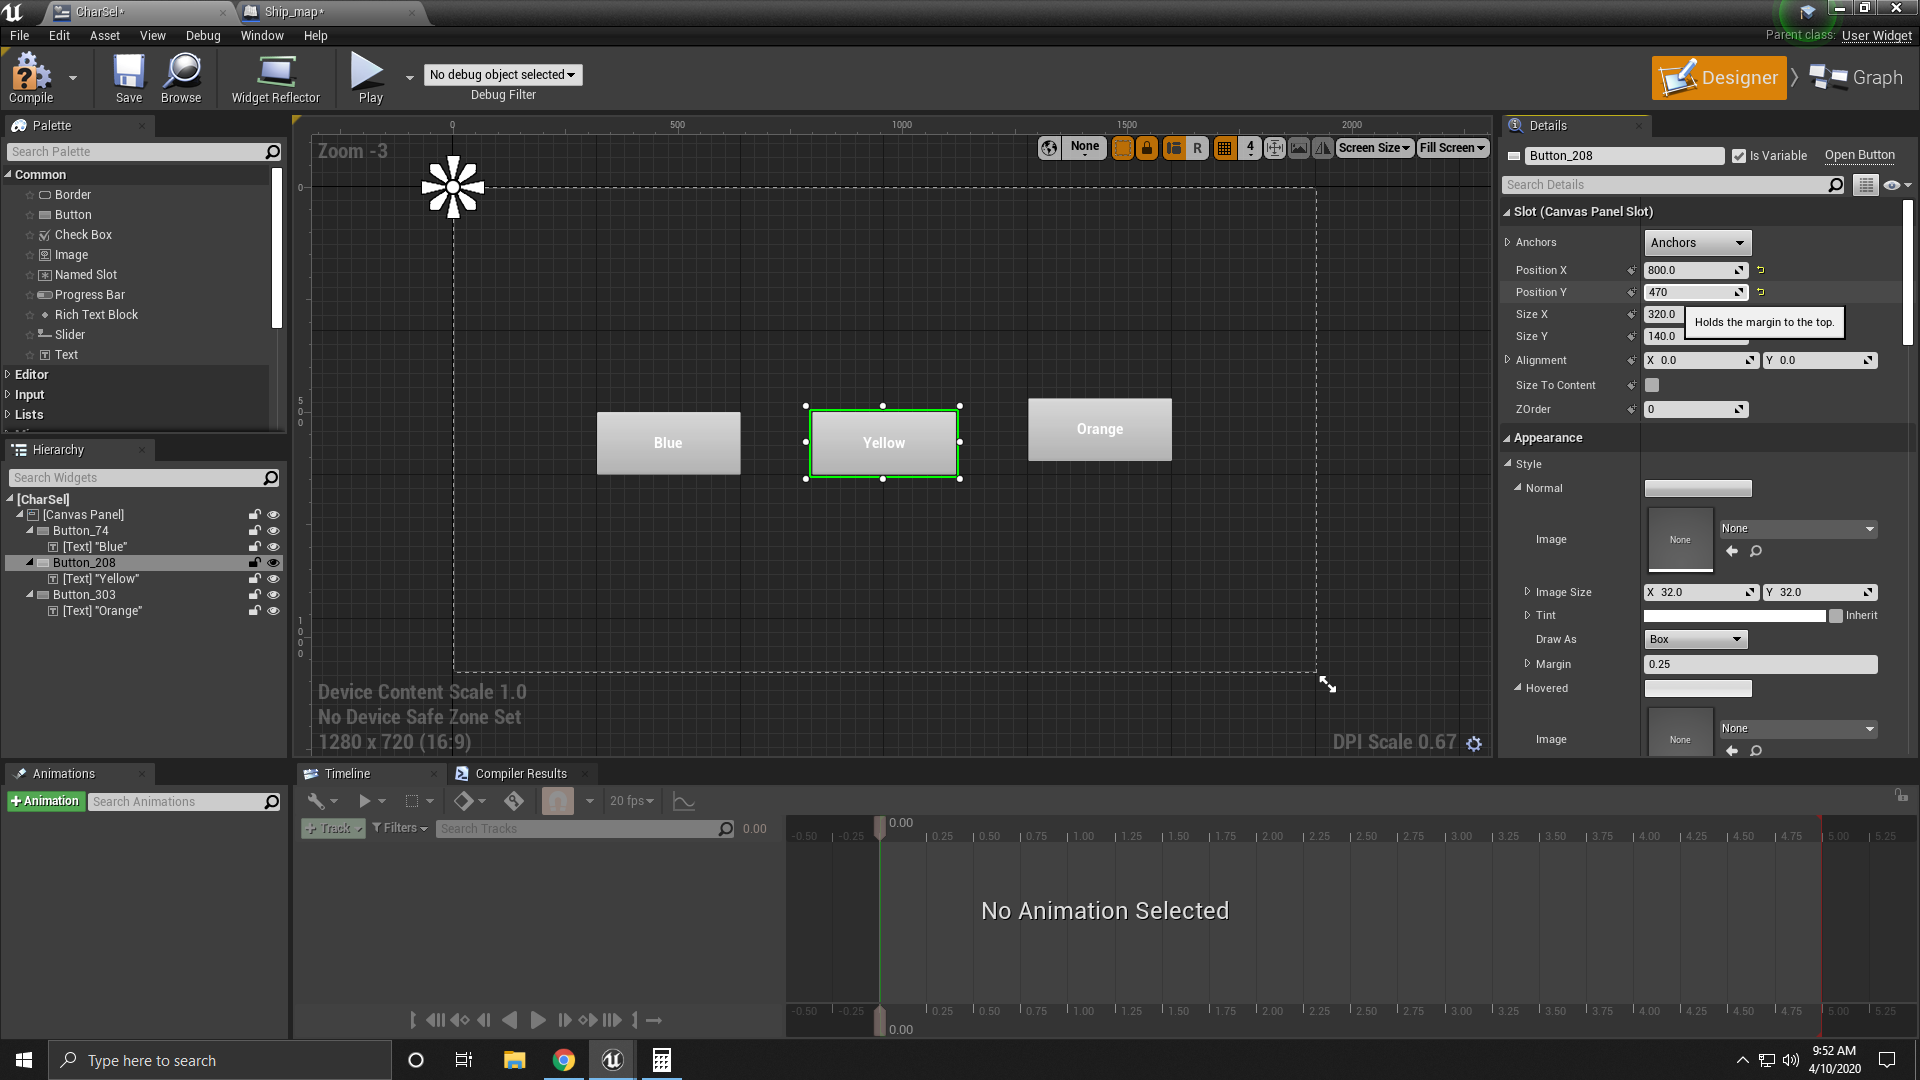 CharSel*
Ship_map*
File Edit Asset View Debug Window Help
Parent class: User Widget
Compile
Save
Browse
Widget Reflector
Play
No debug object selected
Debug Filter
Designer
Graph
Palette
Search Palette
Common
Border
Button
Check Box
Image
Named Slot
Progress Bar
Rich Text Block
Slider
Text
Editor
Input
Lists
Hierarchy
Search Widgets
[CharSel]
[Canvas Panel]
Button_74
[Text] "Blue"
Button_208
[Text] "Yellow"
Button_303
[Text] "Orange"
0 500 1000 1500 2000
Zoom -3
None
R
4
Screen Size
Fill Screen
0
500
1000
Blue
Yellow
Orange
Device Content Scale 1.0
No Device Safe Zone Set
1280 x 720 (16:9)
DPI Scale 0.67
Details
Button_208
Is Variable
Open Button
Search Details
Slot (Canvas Panel Slot)
Anchors
Anchors
Position X 800.0
Position Y 470
Size X 320.0
Holds the margin to the top.
Size Y 140.0
Alignment X 0.0 Y 0.0
Size To Content
ZOrder 0
Appearance
Style
Normal
Image
None
None
Image Size X 32.0 Y 32.0
Tint
Inherit
Draw As Box
Margin 0.25
Hovered
Image
None
None
Animations
+Animation
Search Animations
Timeline
Compiler Results
20 fps
+ Track
Filters
Search Tracks
0.00
0.00
-0.50 -0.25 0.25 0.50 0.75 1.00 1.25 1.50 1.75 2.00 2.25 2.50 2.75 3.00 3.25 3.50 3.75 4.00 4.25 4.50 4.75 5.00 5.25
No Animation Selected
-0.50 -0.25 0.25 0.50 0.75 1.00 1.25 1.50 1.75 2.00 2.25 2.50 2.75 3.00 3.25 3.50 3.75 4.00 4.25 4.50 4.75 5.00 5.25
0.00
Type here to search
9:52 AM
4/10/2020